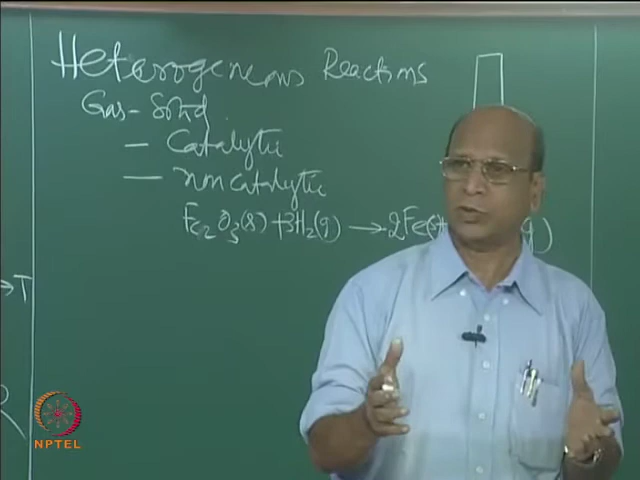 Heterogeneous Reactions
Gas - Solid
- Catalytic
- non catalytic
Fe2O3(s) + 3H2(g) → 2Fe(s)+ g)
→ T
R
NPTEL